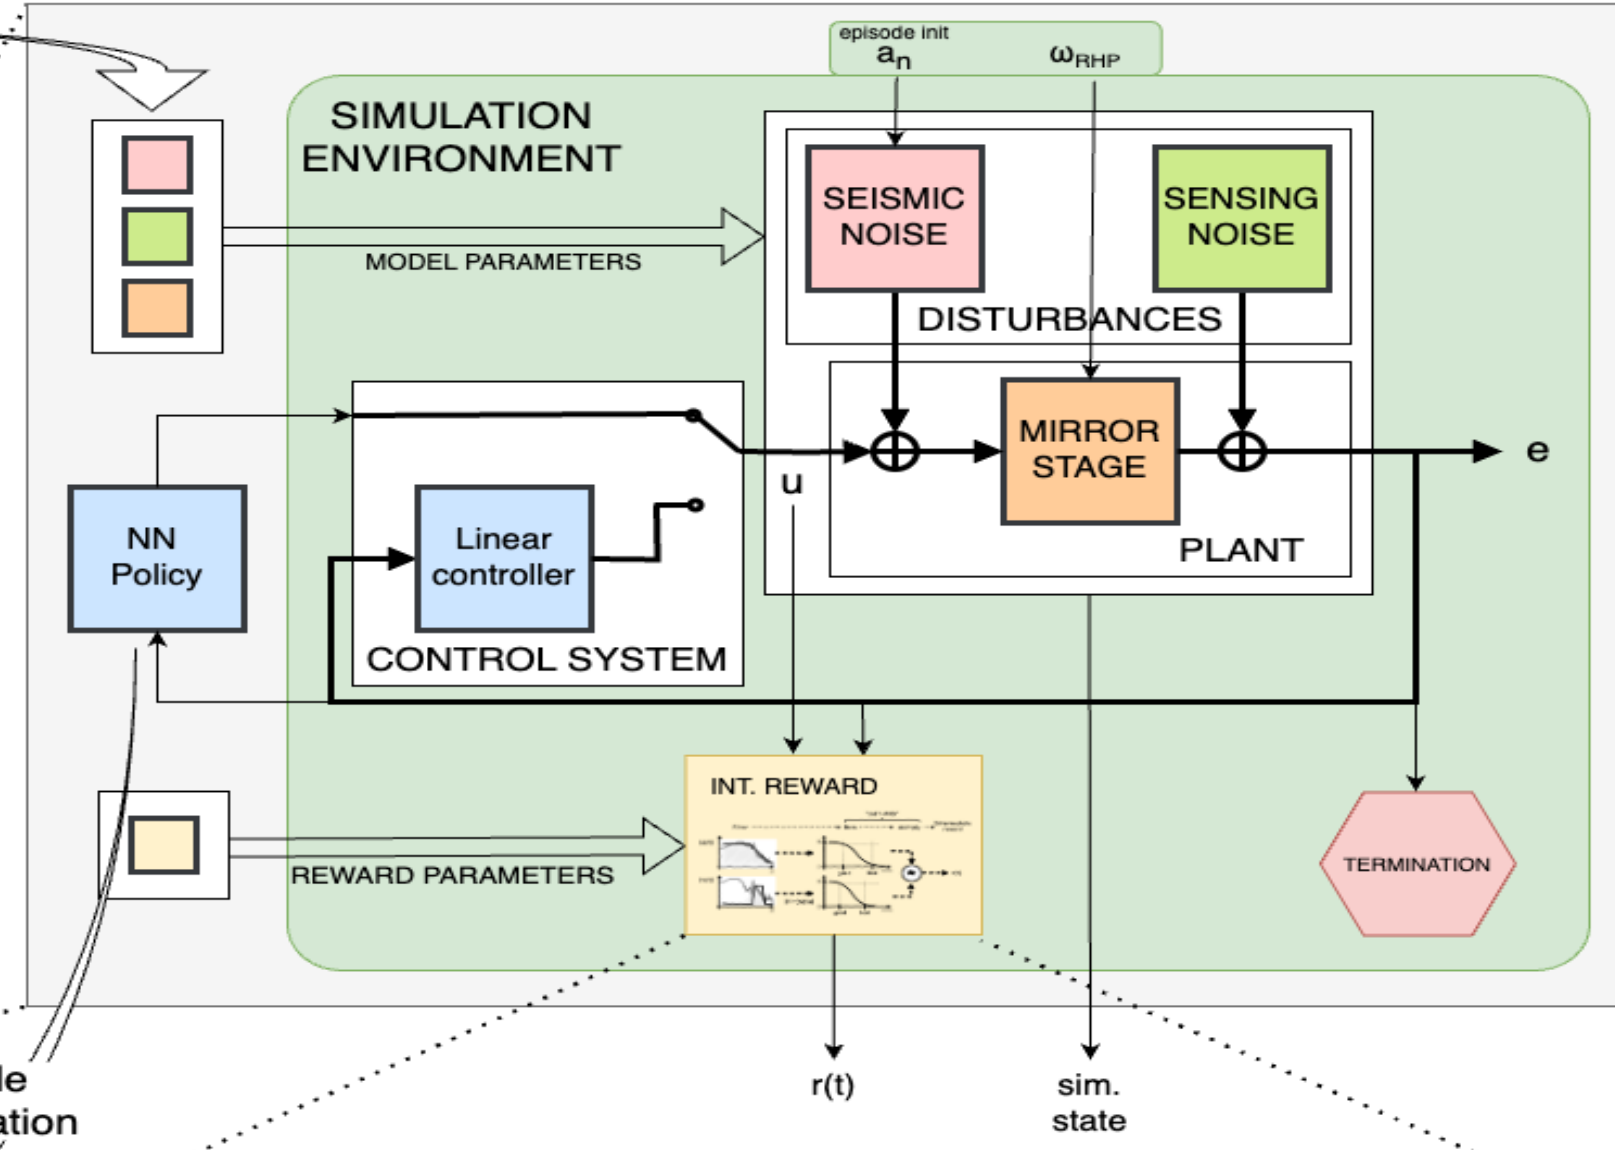 episode init
aₙ
ω_RHP
SIMULATION
ENVIRONMENT
SEISMIC
NOISE
SENSING
NOISE
MODEL PARAMETERS
DISTURBANCES
MIRROR
STAGE
e
u
NN
Policy
Linear
controller
PLANT
CONTROL SYSTEM
INT. REWARD
REWARD PARAMETERS
TERMINATION
r(t)
sim.
state
le
ation